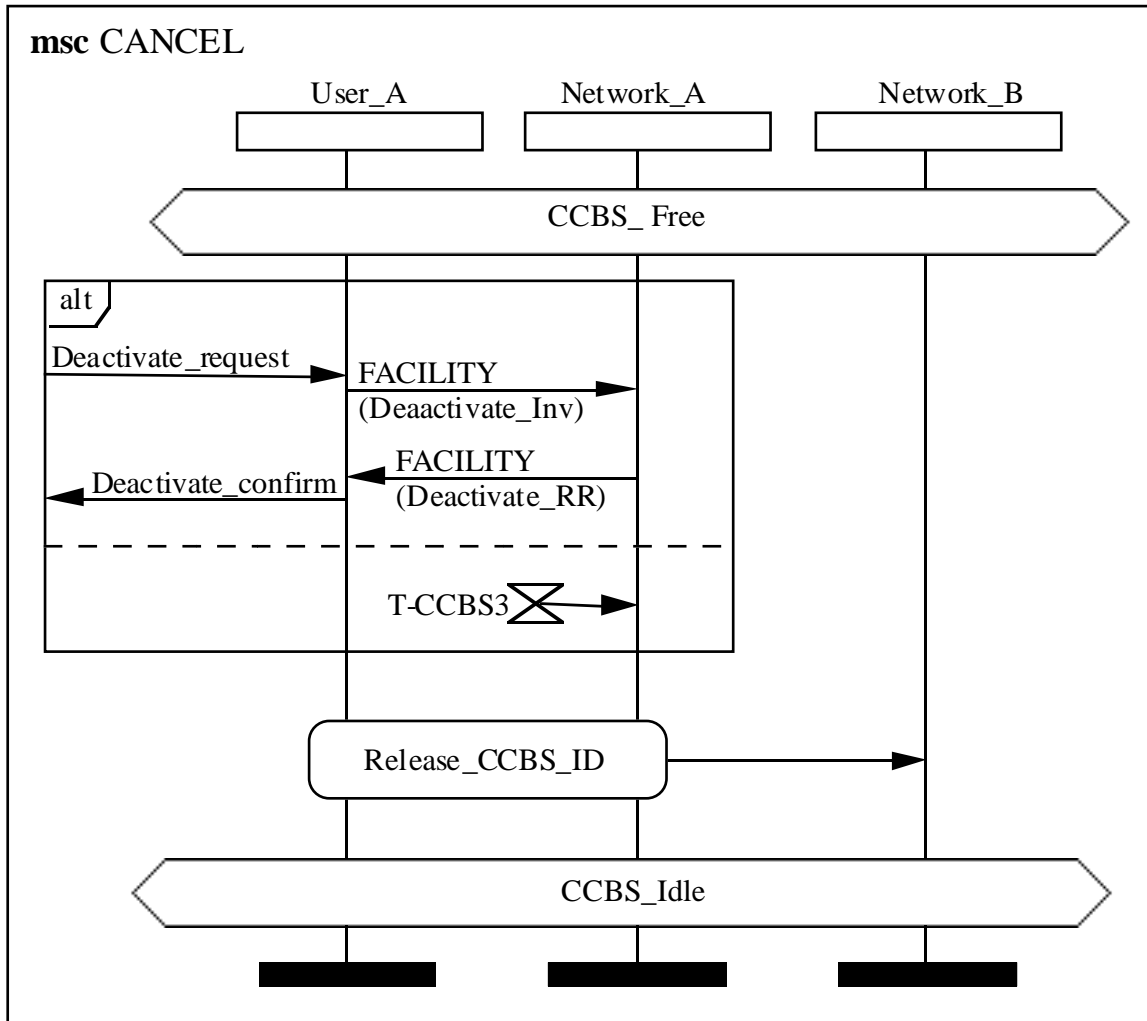 msc CANCEL
User_A
Network_A
Network_B
CCBS_ Free
alt
Deactivate_request
FACILITY
(Deaactivate_Inv)
FACILITY
Deactivate_confirm
(Deactivate_RR)
T-CCBS3
Release_CCBS_ID
CCBS_Idle